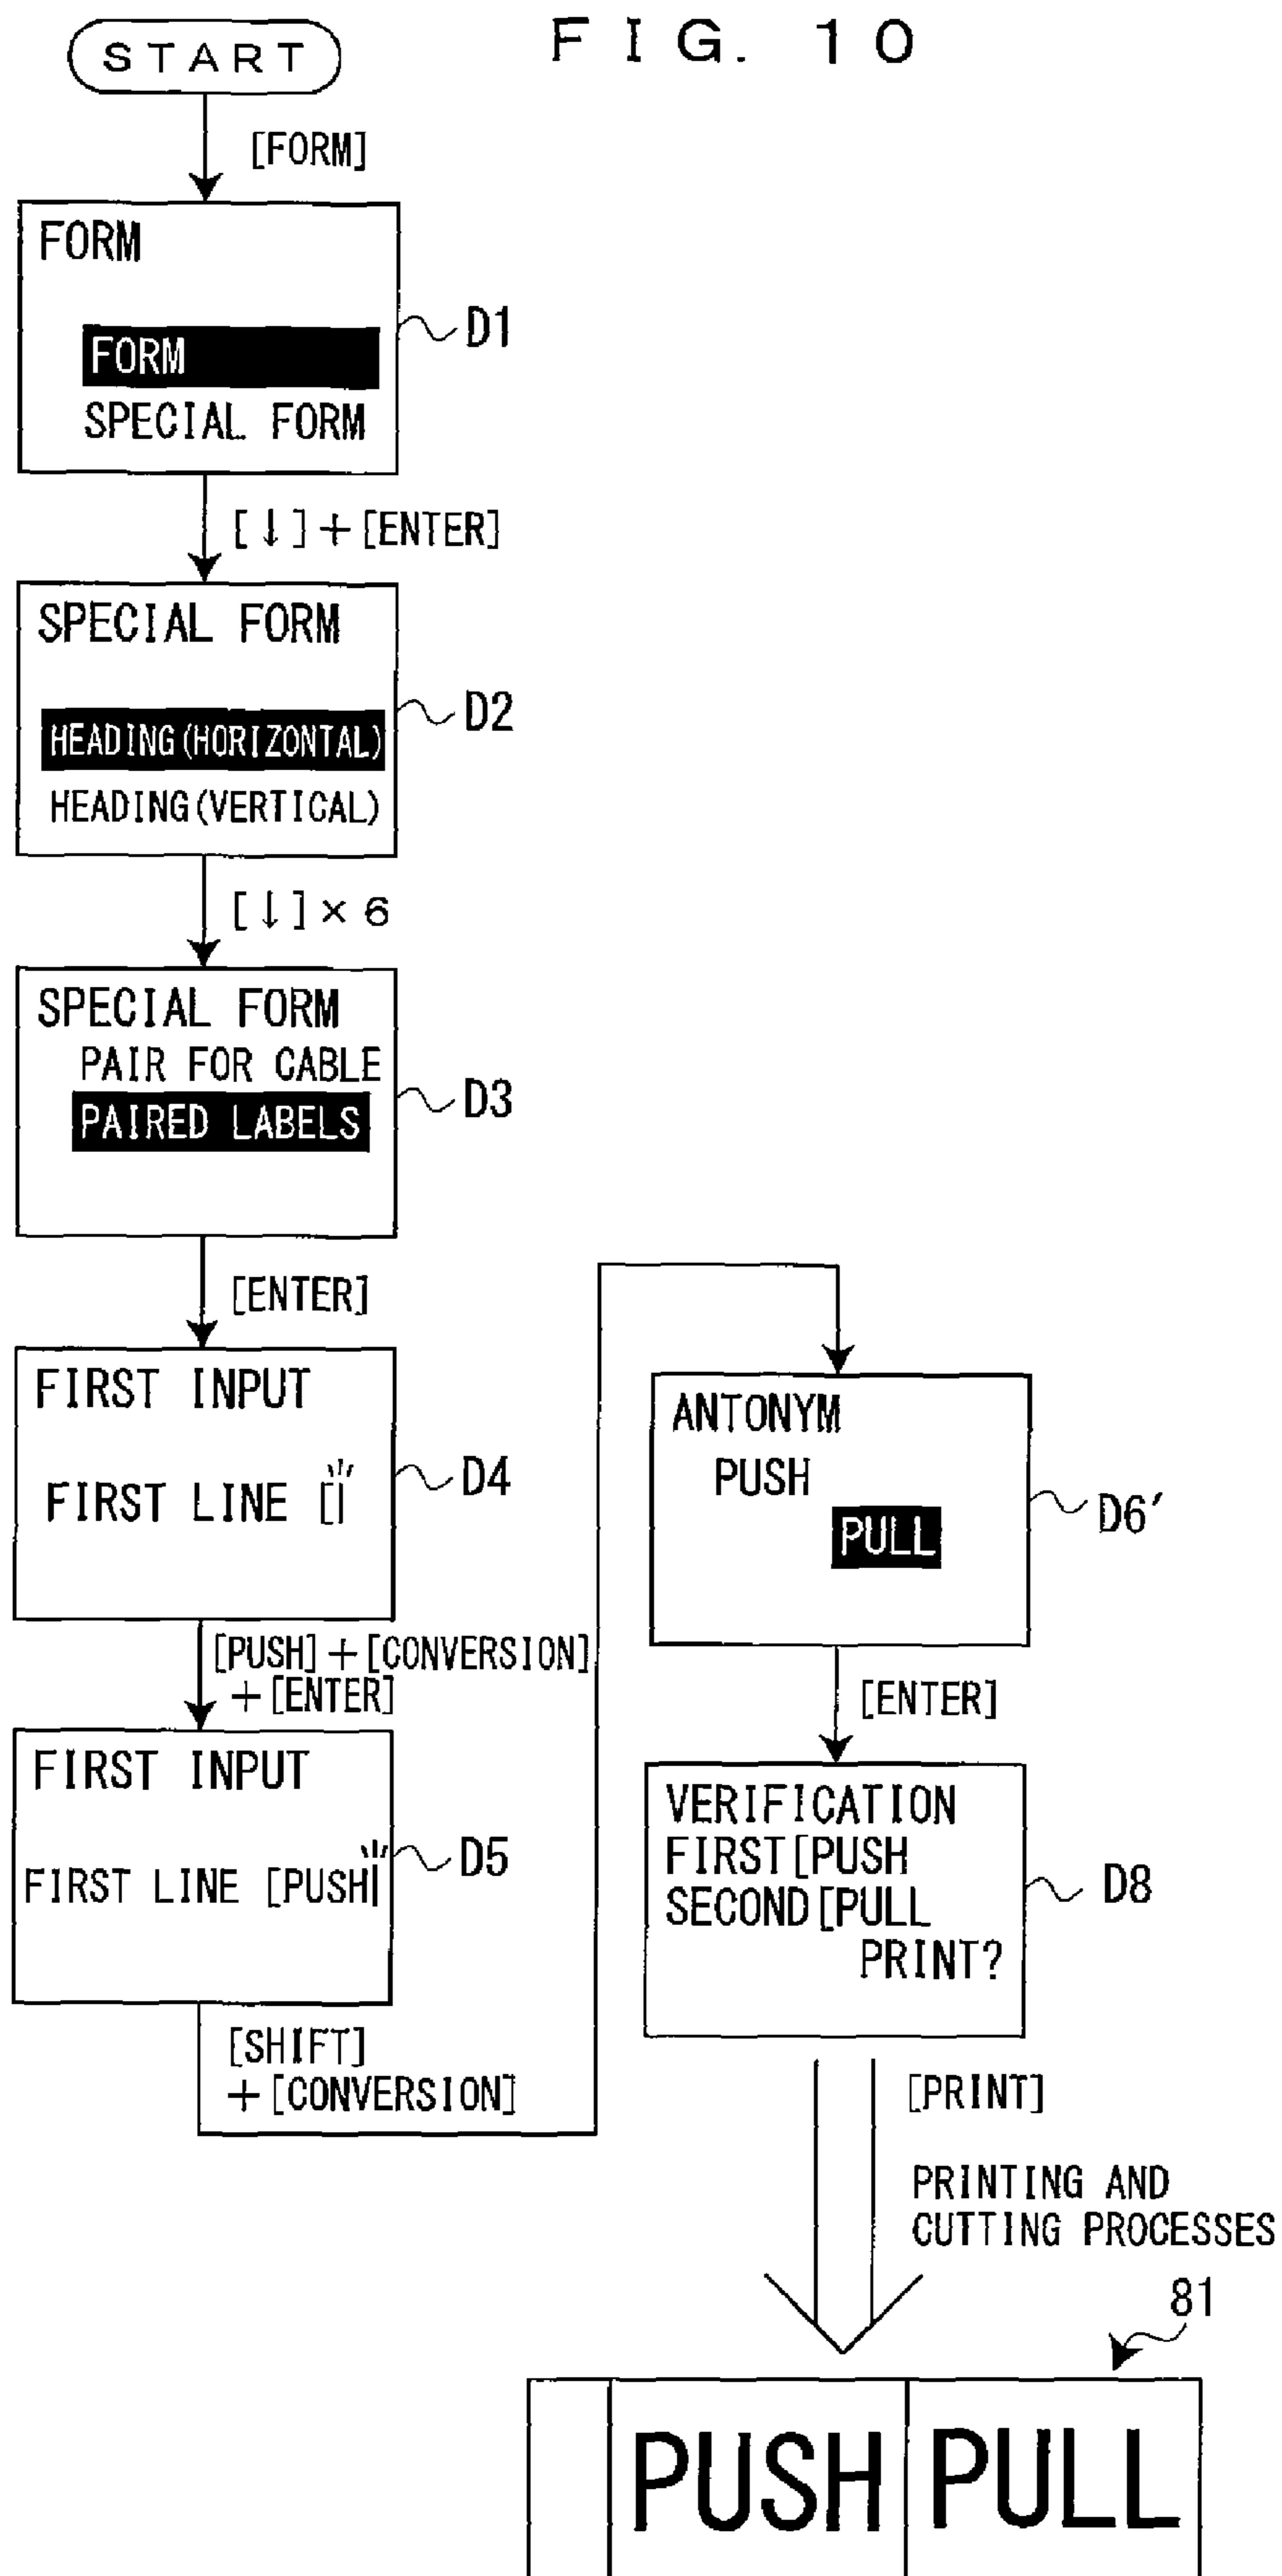 FIG. 10
START
[FORM]
FORM
FORM
SPECIAL FORM
D1
[↓]+[ENTER]
SPECIAL FORM
HEADING(HORIZONTAL)
HEADING(VERTICAL)
D2
[↓]×6
SPECIAL FORM
PAIR FOR CABLE
PAIRED LABELS
D3
[ENTER]
FIRST INPUT
FIRST LINE [
D4
[PUSH]+[CONVERSION]
+[ENTER]
FIRST INPUT
FIRST LINE [PUSH
D5
[SHIFT]
+[CONVERSION]
ANTONYM
PUSH
PULL
D6′
[ENTER]
VERIFICATION
FIRST[PUSH
SECOND[PULL
PRINT?
D8
[PRINT]
PRINTING AND
CUTTING PROCESSES
81
PUSH PULL